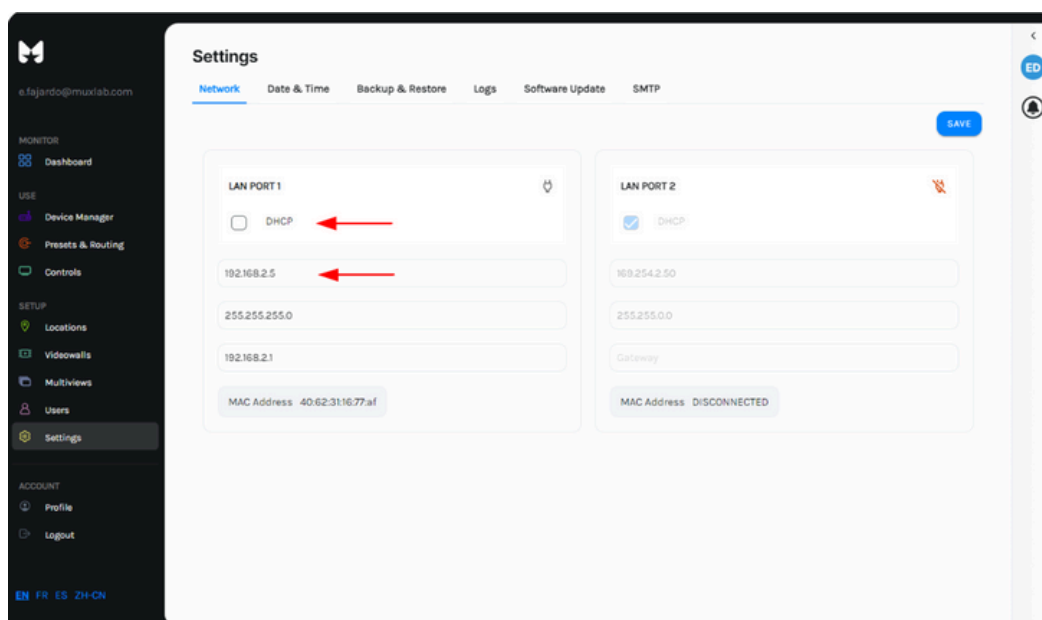 e.fajardo@muxlab.com
MONITOR
Dashboard
USE
Device Manager
Presets & Routing
Controls
SETUP
Locations
Videowalls
Multiviews
Users
Settings
ACCOUNT
Profile
Logout
EN FR ES ZH-CN
Settings
Network Date & Time Backup & Restore Logs Software Update SMTP
SAVE
LAN PORT 1
DHCP
192.168.2.5
255.255.255.0
192.168.2.1
MAC Address 40:62:31:16:77:af
LAN PORT 2
DHCP
169.254.2.50
255.255.0.0
Gateway
MAC Address DISCONNECTED
ED